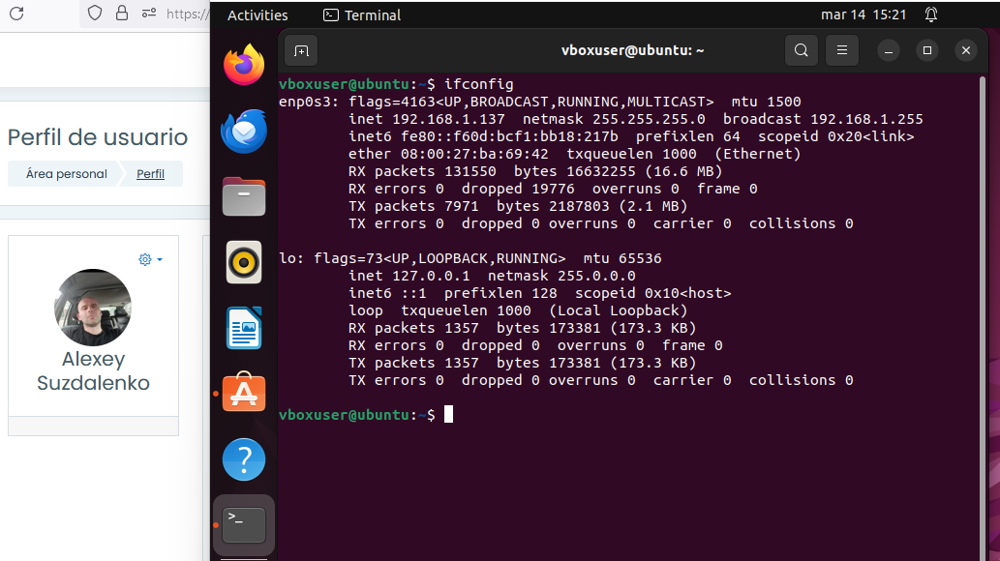 https://
Activities
Terminal
mar 14 15:21
vboxuser@ubuntu: ~
Perfil de usuario
Área personal
Perfil
Alexey
Suzdalenko
vboxuser@ubuntu:~$ ifconfig
enp0s3: flags=4163<UP,BROADCAST,RUNNING,MULTICAST>  mtu 1500
        inet 192.168.1.137  netmask 255.255.255.0  broadcast 192.168.1.255
        inet6 fe80::f60d:bcf1:bb18:217b  prefixlen 64  scopeid 0x20<link>
        ether 08:00:27:ba:69:42  txqueuelen 1000  (Ethernet)
        RX packets 131550  bytes 16632255 (16.6 MB)
        RX errors 0  dropped 19776  overruns 0  frame 0
        TX packets 7971  bytes 2187803 (2.1 MB)
        TX errors 0  dropped 0 overruns 0  carrier 0  collisions 0
lo: flags=73<UP,LOOPBACK,RUNNING>  mtu 65536
        inet 127.0.0.1  netmask 255.0.0.0
        inet6 ::1  prefixlen 128  scopeid 0x10<host>
        loop  txqueuelen 1000  (Local Loopback)
        RX packets 1357  bytes 173381 (173.3 KB)
        RX errors 0  dropped 0  overruns 0  frame 0
        TX packets 1357  bytes 173381 (173.3 KB)
        TX errors 0  dropped 0 overruns 0  carrier 0  collisions 0
vboxuser@ubuntu:~$